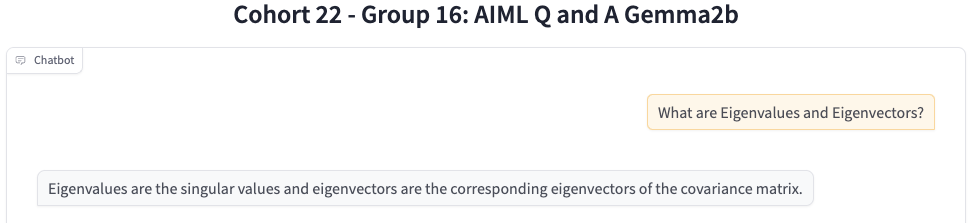 Cohort 22 - Group 16: AIML Q and A Gemma2b
Chatbot
What are Eigenvalues and Eigenvectors?
Eigenvalues are the singular values and eigenvectors are the corresponding eigenvectors of the covariance matrix.